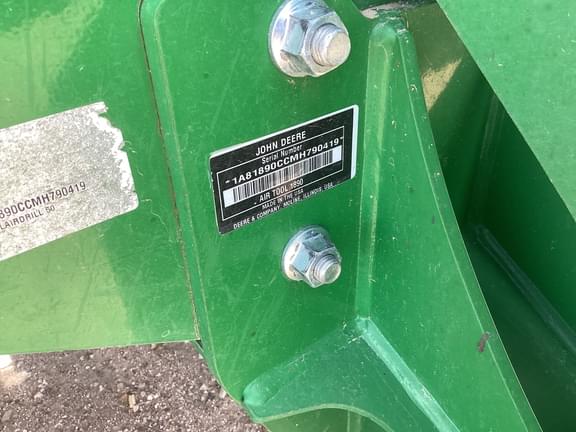 JOHN DEERE
Serial Number
*1A81890CCMH790419*
AIR TOOL 1890
MADE IN THE USA
DEERE & COMPANY, MOLINE, ILLINOIS, USA
890CCMH790419
AIRDRILL 50